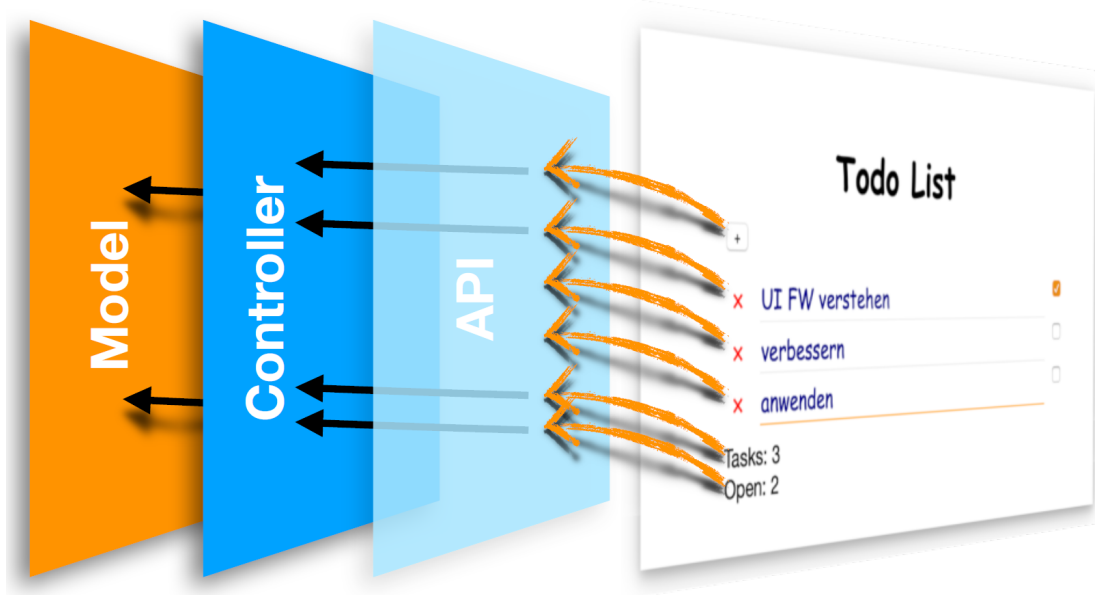 Model
Controller
API
Todo List
+
UI FW verstehen
verbessern
anwenden
Tasks: 3
Open: 2